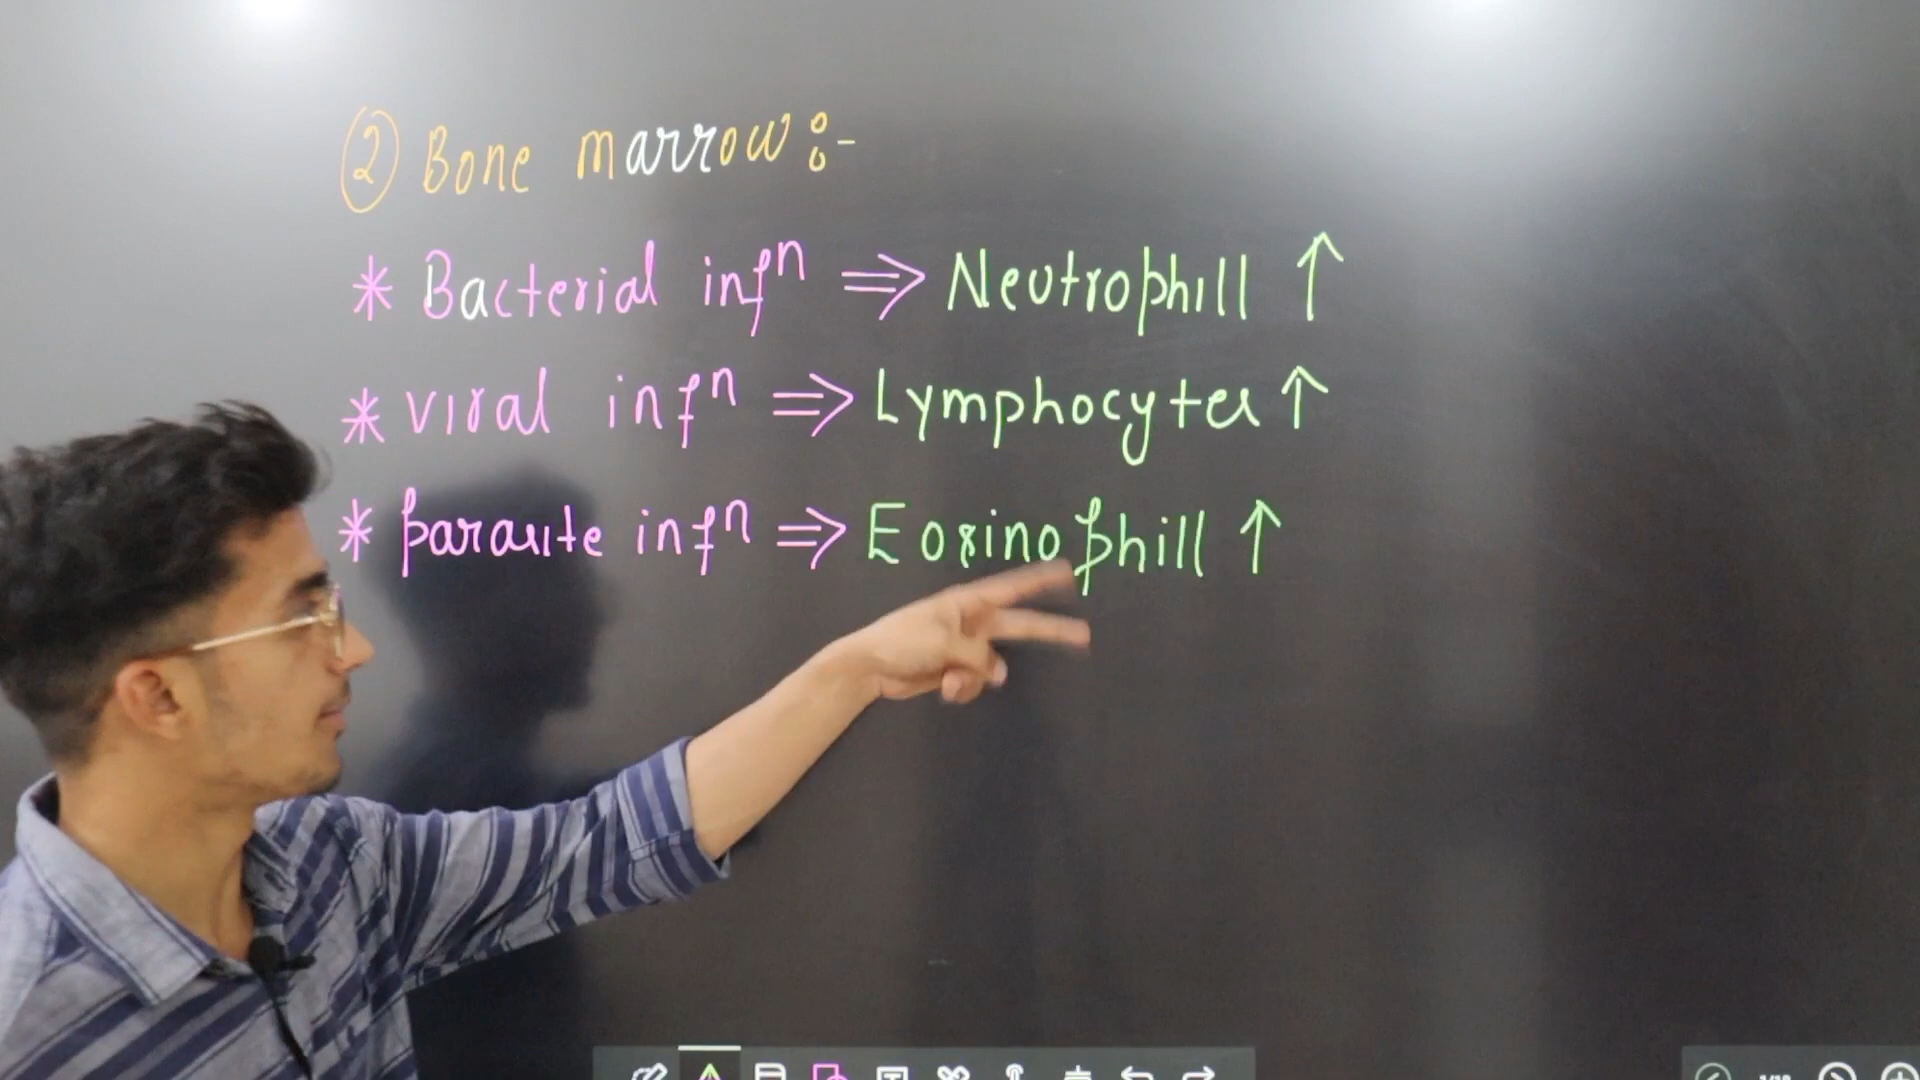 ② Bone marrow :-
* Bacterial infⁿ ⇒ Neutrophill ↑
* viral infⁿ ⇒ Lymphocytes ↑
* parasite infⁿ ⇒ Eosinophill ↑